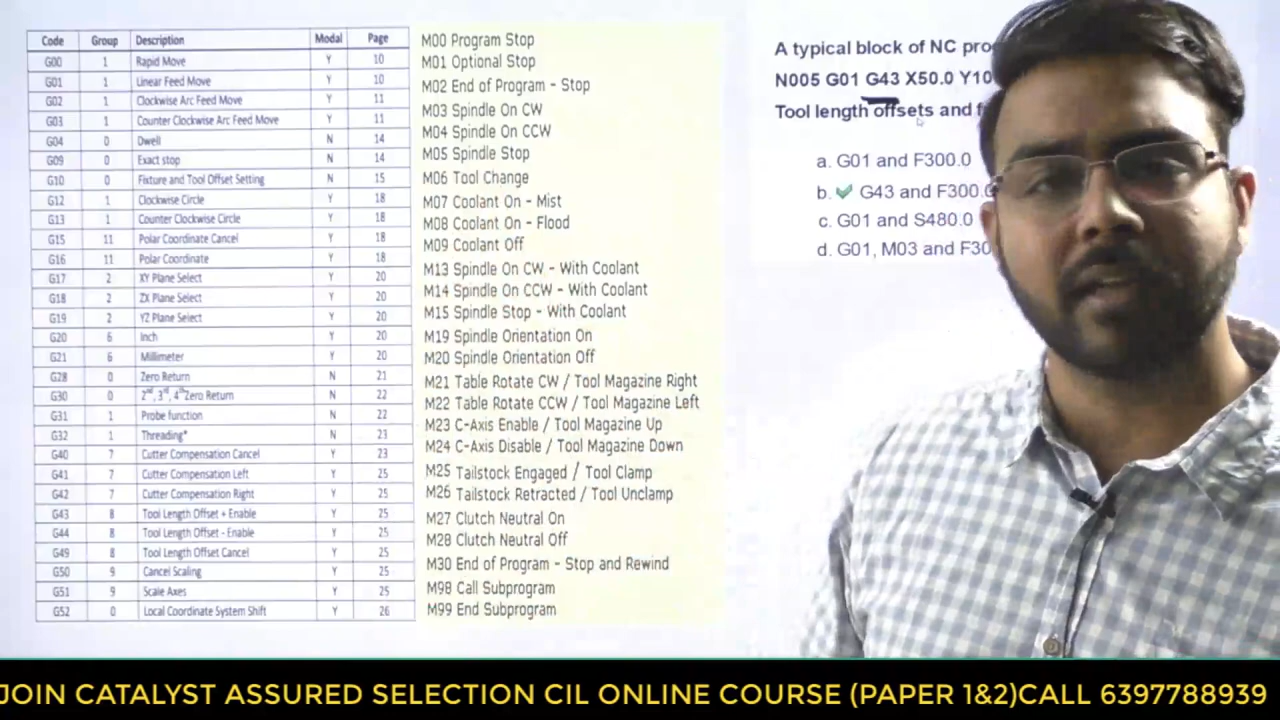 Code Group Description Modal Page
G00 1 Rapid Move Y 10
G01 1 Linear Feed Move Y 10
G02 1 Clockwise Arc Feed Move Y 11
G03 1 Counter Clockwise Arc Feed Move Y 11
G04 0 Dwell N 14
G09 0 Exact stop N 14
G10 0 Fixture and Tool Offset Setting N 15
G12 1 Clockwise Circle Y 18
G13 1 Counter Clockwise Circle Y 18
G15 11 Polar Coordinate Cancel Y 18
G16 11 Polar Coordinate Y 18
G17 2 XY Plane Select Y 20
G18 2 ZX Plane Select Y 20
G19 2 YZ Plane Select Y 20
G20 6 Inch Y 20
G21 6 Millimeter Y 20
G28 0 Zero Return N 21
G30 0 2nd, 3rd, 4th Zero Return N 22
G31 1 Probe function N 22
G32 1 Threading* N 23
G40 7 Cutter Compensation Cancel Y 23
G41 7 Cutter Compensation Left Y 25
G42 7 Cutter Compensation Right Y 25
G43 8 Tool Length Offset + Enable Y 25
G44 8 Tool Length Offset - Enable Y 25
G49 8 Tool Length Offset Cancel Y 25
G50 9 Cancel Scaling Y 25
G51 9 Scale Axes Y 25
G52 0 Local Coordinate System Shift Y 26
M00 Program Stop
M01 Optional Stop
M02 End of Program - Stop
M03 Spindle On CW
M04 Spindle On CCW
M05 Spindle Stop
M06 Tool Change
M07 Coolant On - Mist
M08 Coolant On - Flood
M09 Coolant Off
M13 Spindle On CW - With Coolant
M14 Spindle On CCW - With Coolant
M15 Spindle Stop - With Coolant
M19 Spindle Orientation On
M20 Spindle Orientation Off
M21 Table Rotate CW / Tool Magazine Right
M22 Table Rotate CCW / Tool Magazine Left
M23 C-Axis Enable / Tool Magazine Up
M24 C-Axis Disable / Tool Magazine Down
M25 Tailstock Engaged / Tool Clamp
M26 Tailstock Retracted / Tool Unclamp
M27 Clutch Neutral On
M28 Clutch Neutral Off
M30 End of Program - Stop and Rewind
M98 Call Subprogram
M99 End Subprogram
A typical block of NC
N005 G01 G43 X50.0
Tool length offsets and
a. G01 and F300.0
b. G43 and F300.
c. G01 and S480.0
d. G01, M03 and
JOIN CATALYST ASSURED SELECTION CIL ONLINE COURSE (PAPER 1&2)CALL 6397788939